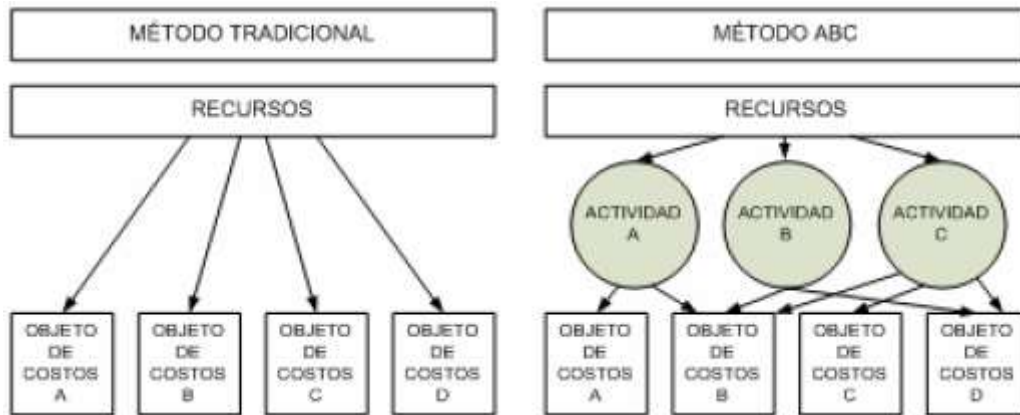 MÉTODO TRADICIONAL
RECURSOS
OBJETO
DE
COSTOS
A
OBJETO
DE
COSTOS
B
OBJETO
DE
COSTOS
C
OBJETO
DE
COSTOS
D
MÉTODO ABC
RECURSOS
ACTIVIDAD
A
ACTIVIDAD
B
ACTIVIDAD
C
OBJETO
DE
COSTOS
A
OBJETO
DE
COSTOS
B
OBJETO
DE
COSTOS
C
OBJETO
DE
COSTOS
D